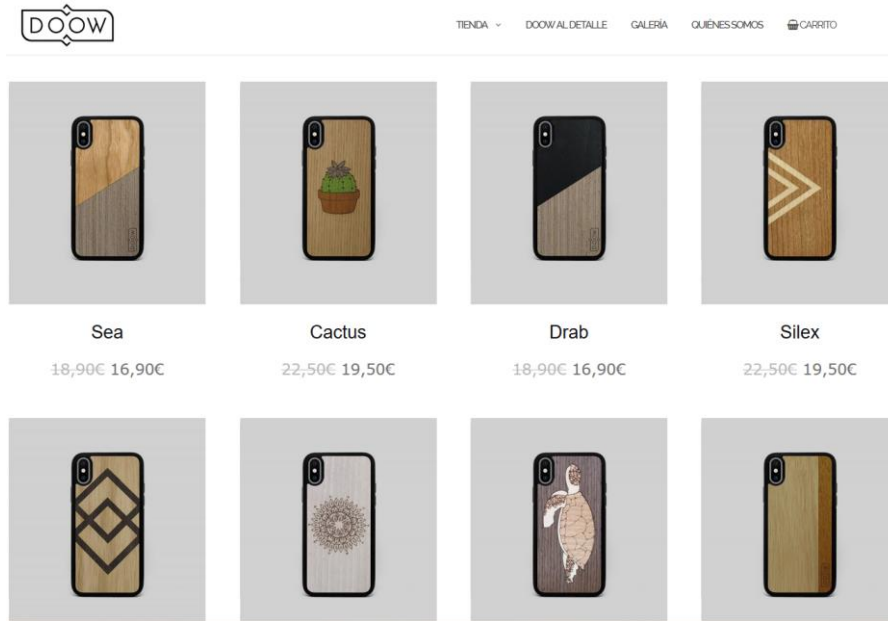 DOOW
TIENDA DOOW AL DETALLE GALERÍA QUIÉNES SOMOS CARRITO
Sea Cactus Drab Silex
18,90€ 16,90€ 22,50€ 19,50€ 18,90€ 16,90€ 22,50€ 19,50€